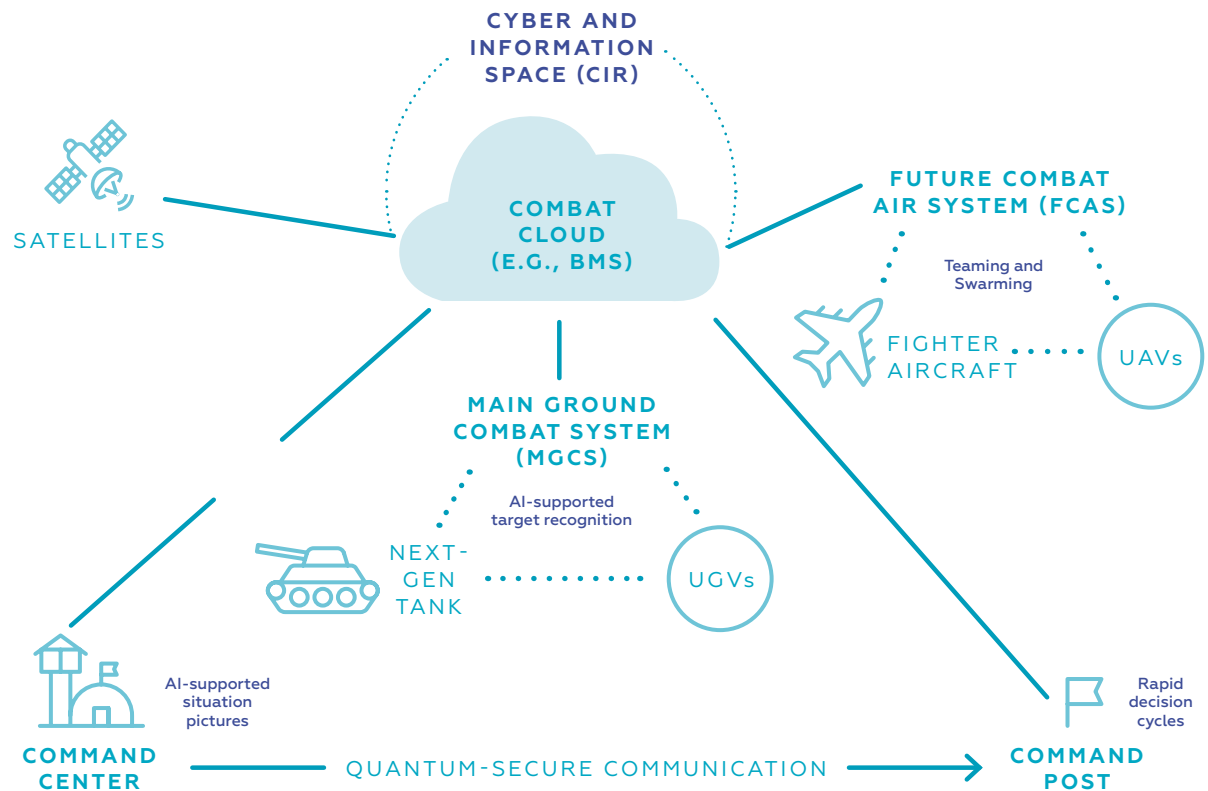 CYBER AND
INFORMATION
SPACE (CIR)
SATELLITES
COMBAT
CLOUD
(E.G., BMS)
FUTURE COMBAT
AIR SYSTEM (FCAS)
Teaming and
Swarming
FIGHTER
AIRCRAFT
UAVs
MAIN GROUND
COMBAT SYSTEM
(MGCS)
AI-supported
target recognition
NEXT-
GEN
TANK
UGVs
AI-supported
situation
pictures
COMMAND
CENTER
QUANTUM-SECURE COMMUNICATION
Rapid
decision
cycles
COMMAND
POST